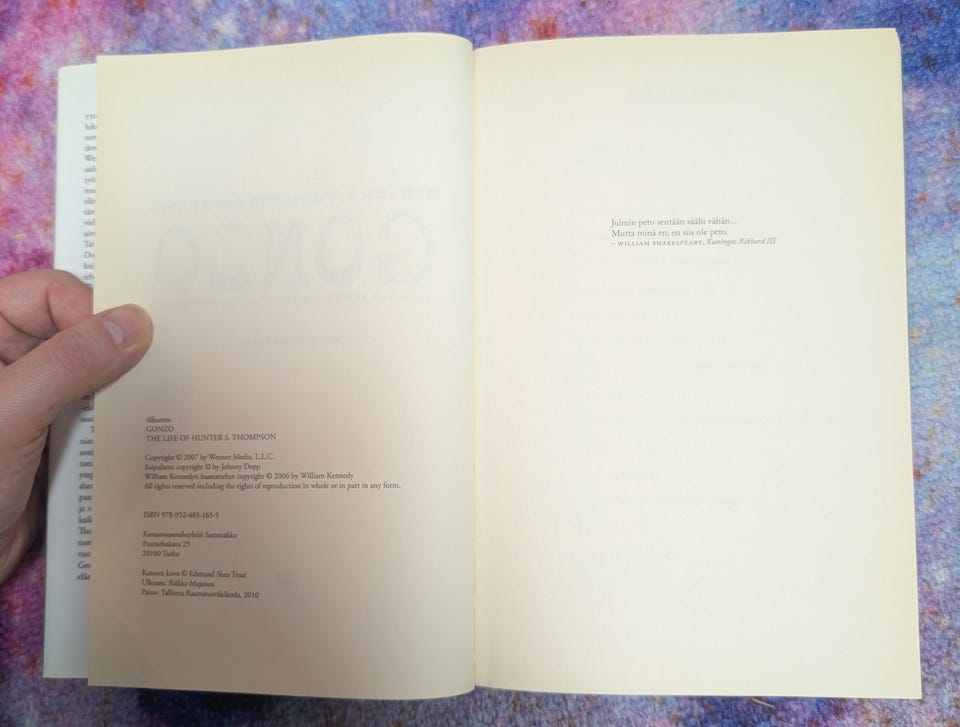 Alkuteos
GONZO
THE LIFE OF HUNTER S. THOMPSON
Copyright © 2007 by Wenner Media, L.L.C.
Esipuheen copyright © by Johnny Depp
William Kennedyn haastattelun copyright © 2006 by William Kennedy
All rights reserved including the rights of reproduction in whole or in part in any form.
ISBN 978-952-483-163-9
Kustannusosakeyhtiö Sammakko
Puutarhakatu 25
20100 Turku
Kannen kuva © Edmund Shea Trust
Ulkoasu: Riikka Majanen
Paino: Tallinna Raamatutrükikoda, 2010
Julmin peto sentään säälii vähän...
Mutta minä en; en siis ole peto.
– WILLIAM SHAKESPEARE, Kuningas Rikhard III